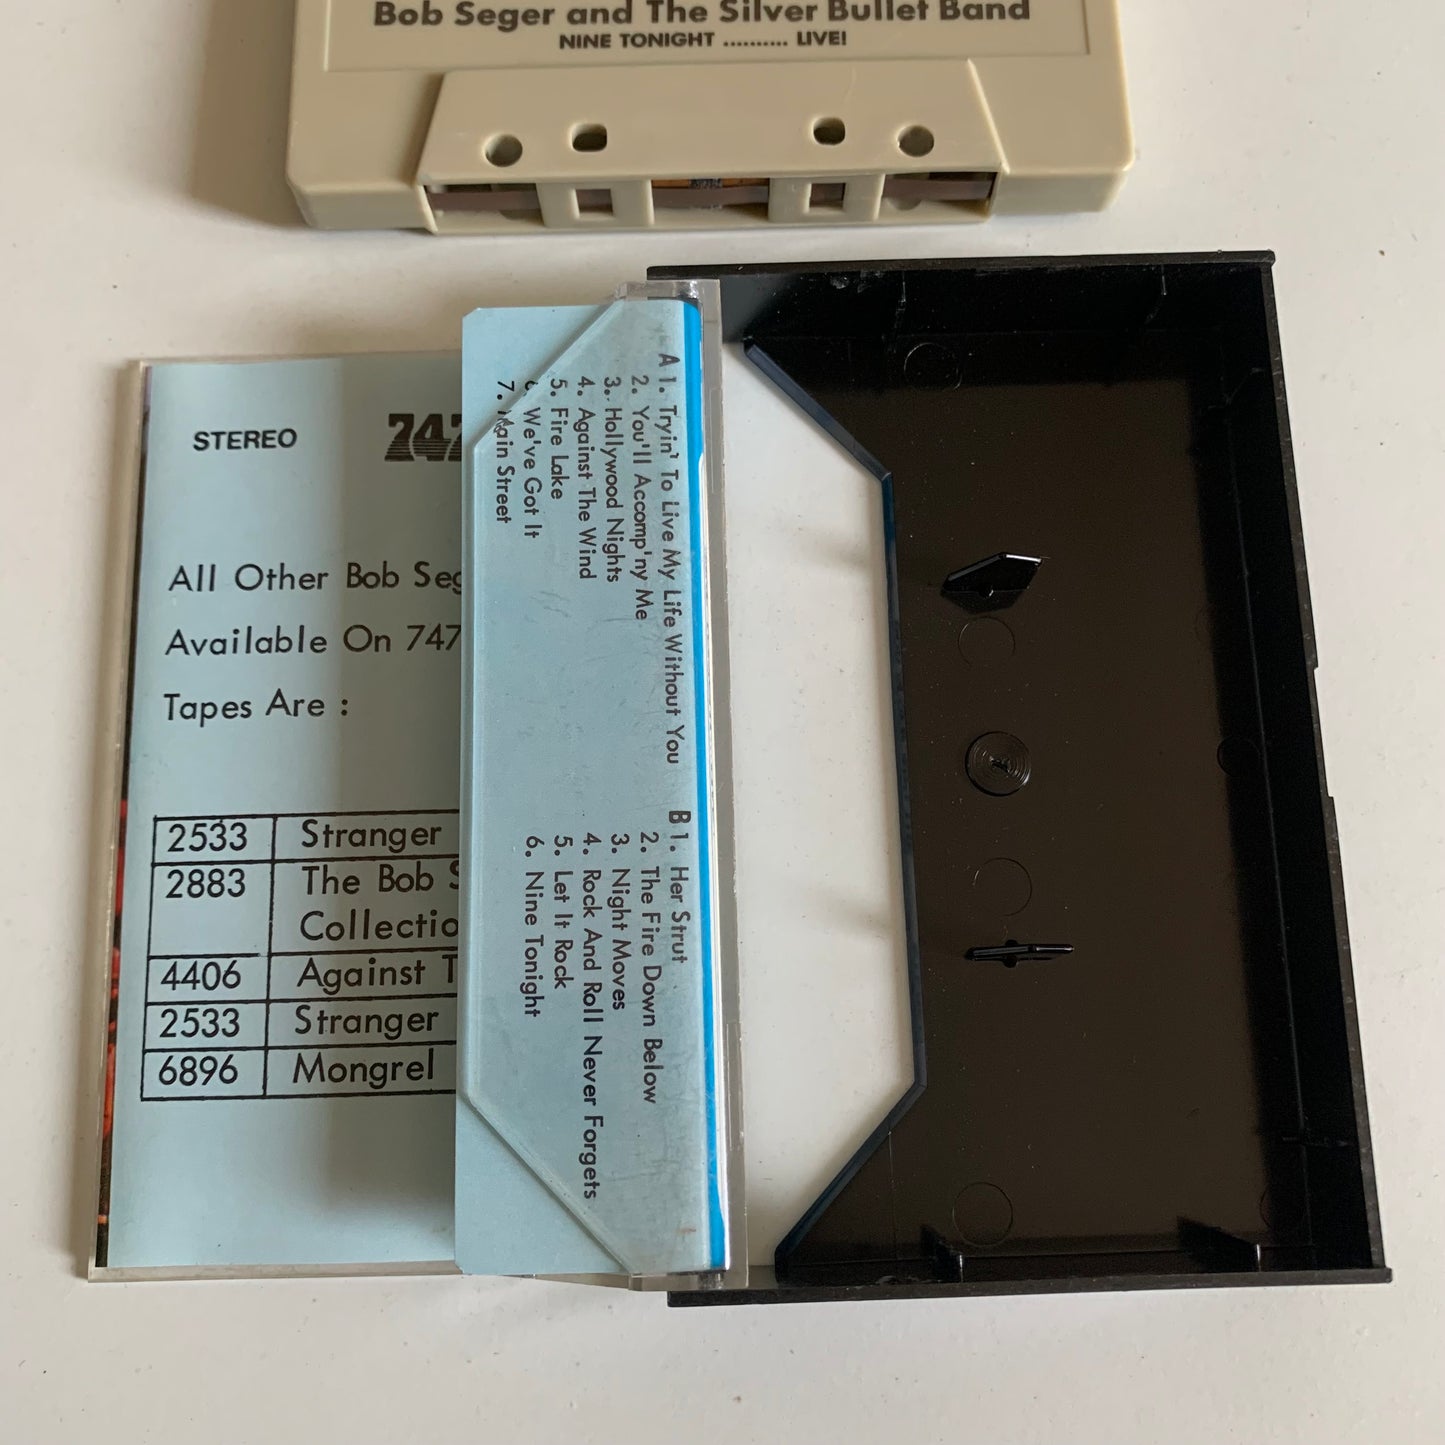 Bob Seger and The Silver Bullet Band
NINE TONIGHT .......... LIVE!
STEREO
747
All Other Bob Seg
Available On 747
Tapes Are :
2533 Stranger
2883 The Bob S
Collectio
4406 Against T
2533 Stranger
6896 Mongrel
A 1. Tryin' To Live My Life Without You
2. You'll Accomp'ny Me
3. Hollywood Nights
4. Against The Wind
5. Fire Lake
6. We've Got It
7. Main Street
B 1. Her Strut
2. The Fire Down Below
3. Night Moves
4. Rock And Roll Never Forgets
5. Let It Rock
6. Nine Tonight